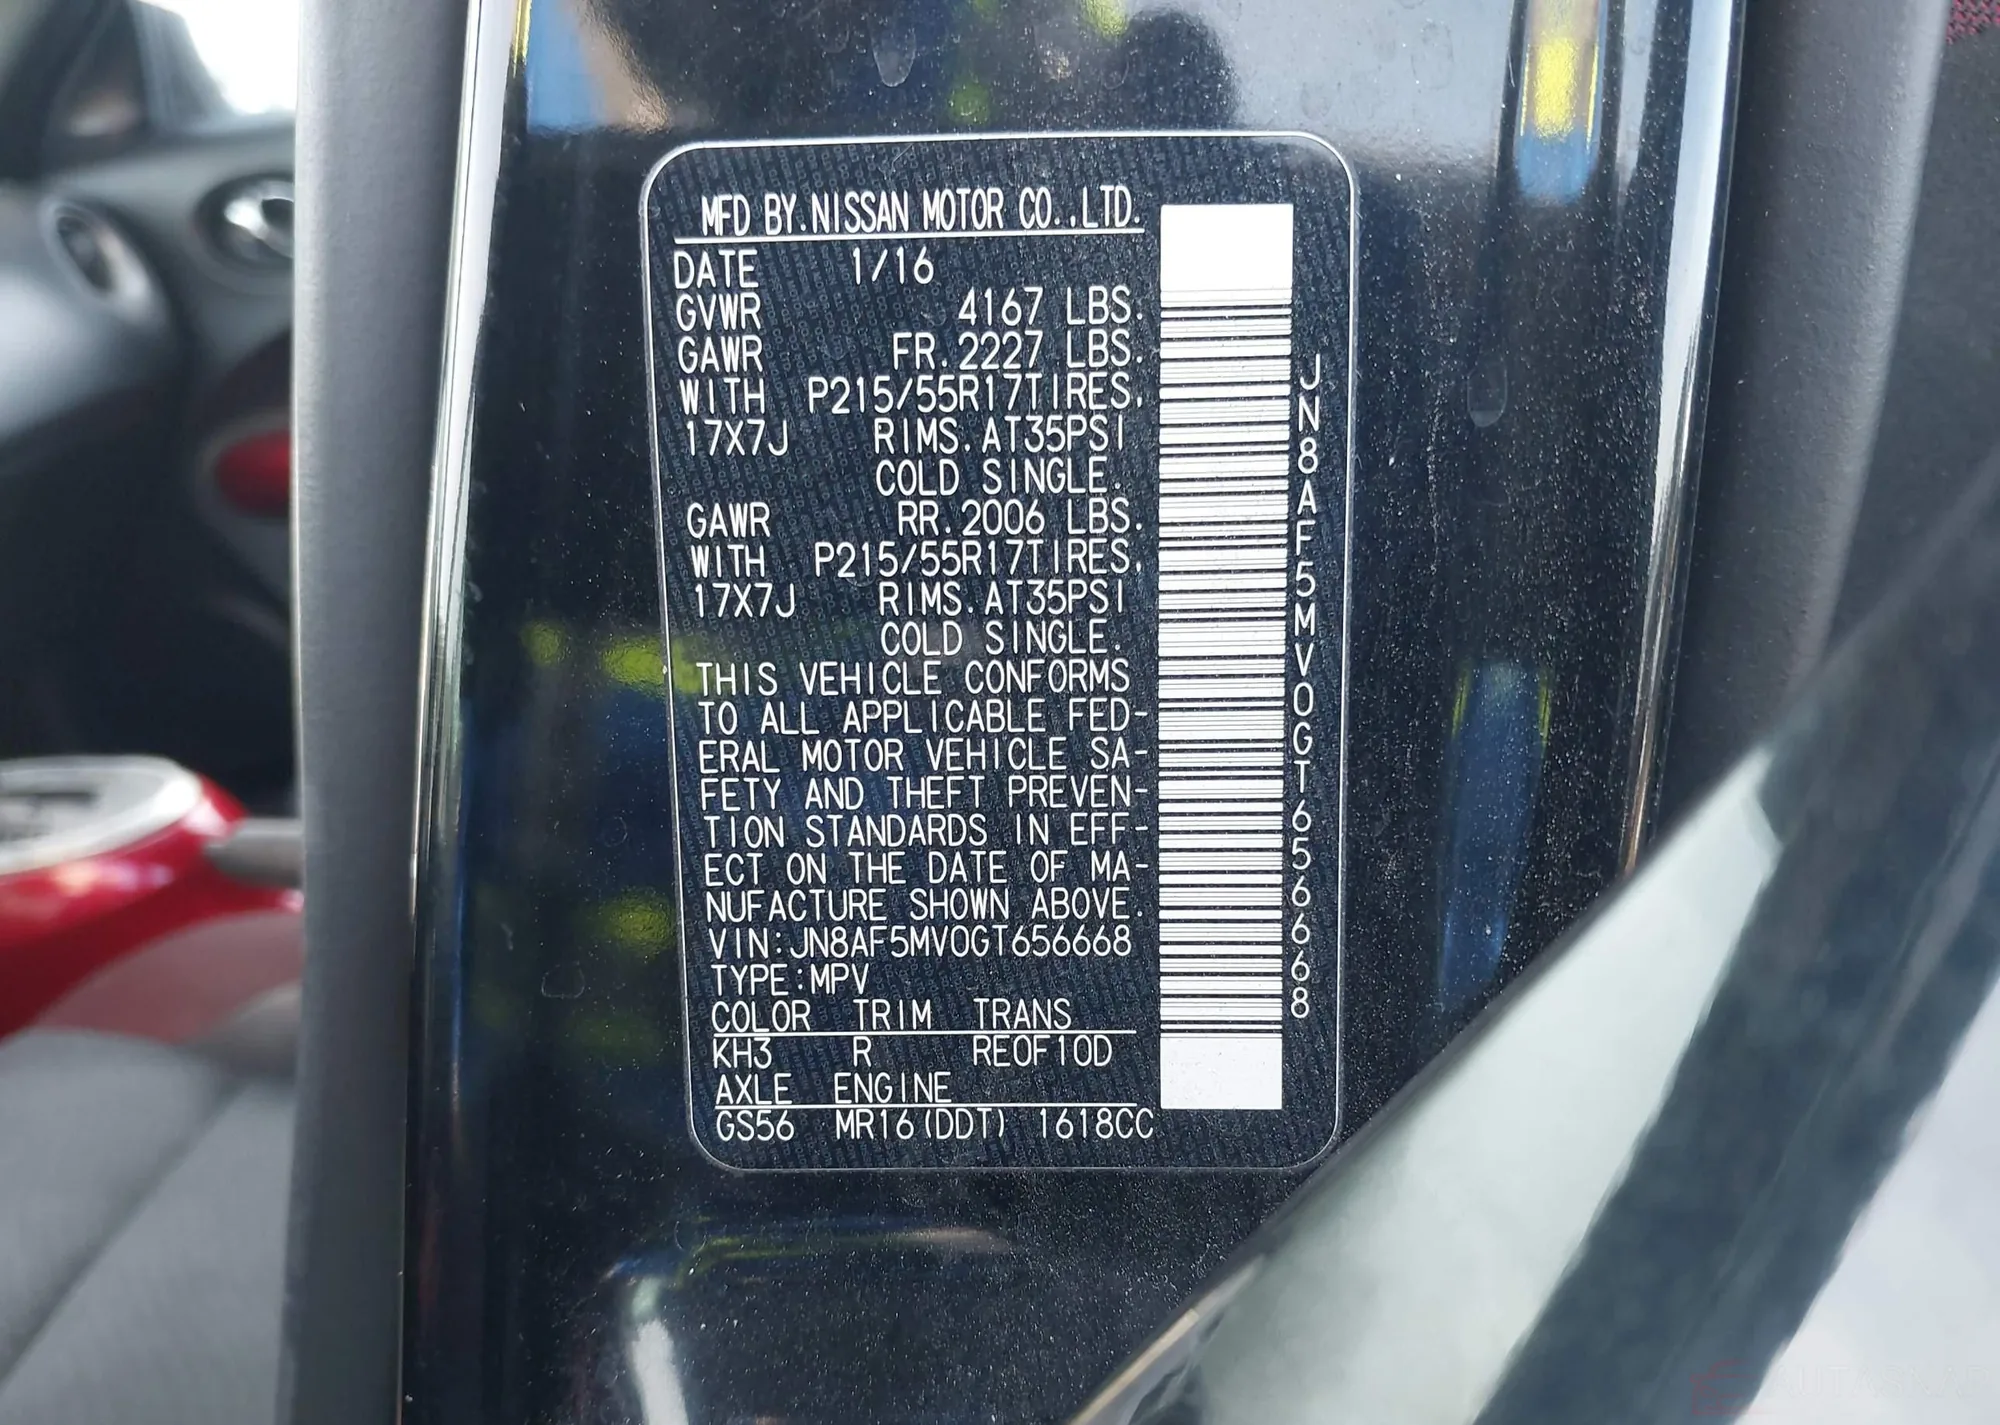 MFD BY.NISSAN MOTOR CO.,LTD.
DATE 1/16
GVWR 4167 LBS.
GAWR FR.2227 LBS.
WITH P215/55R17TIRES.
17X7J RIMS.AT35PSI
COLD SINGLE.
GAWR RR.2006 LBS.
WITH P215/55R17TIRES.
17X7J RIMS.AT35PSI
COLD SINGLE.
THIS VEHICLE CONFORMS
TO ALL APPLICABLE FED-
ERAL MOTOR VEHICLE SA-
FETY AND THEFT PREVEN-
TION STANDARDS IN EFF-
ECT ON THE DATE OF MA-
NUFACTURE SHOWN ABOVE.
VIN:JN8AF5MV0GT656668
TYPE:MPV
COLOR TRIM TRANS
KH3 R RE0F10D
AXLE ENGINE
GS56 MR16(DDT) 1618CC
JN8AF5MV0GT656668